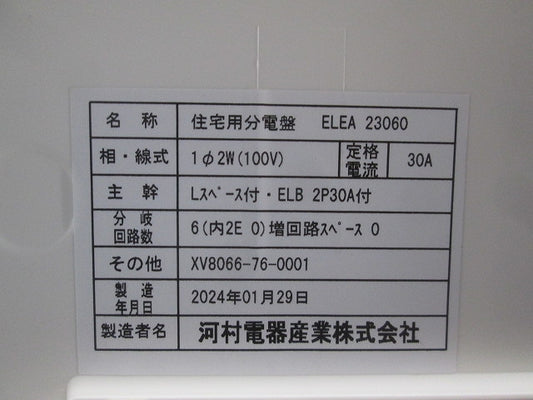 名称 住宅用分電盤 ELEA 23060
相・線式 1φ2W(100V) 定格電流 30A
主幹 Lスペース付・ELB 2P30A付
分岐回路数 6(内2E 0)増回路スペース 0
その他 XV8066-76-0001
製造年月日 2024年01月29日
製造者名 河村電器産業株式会社